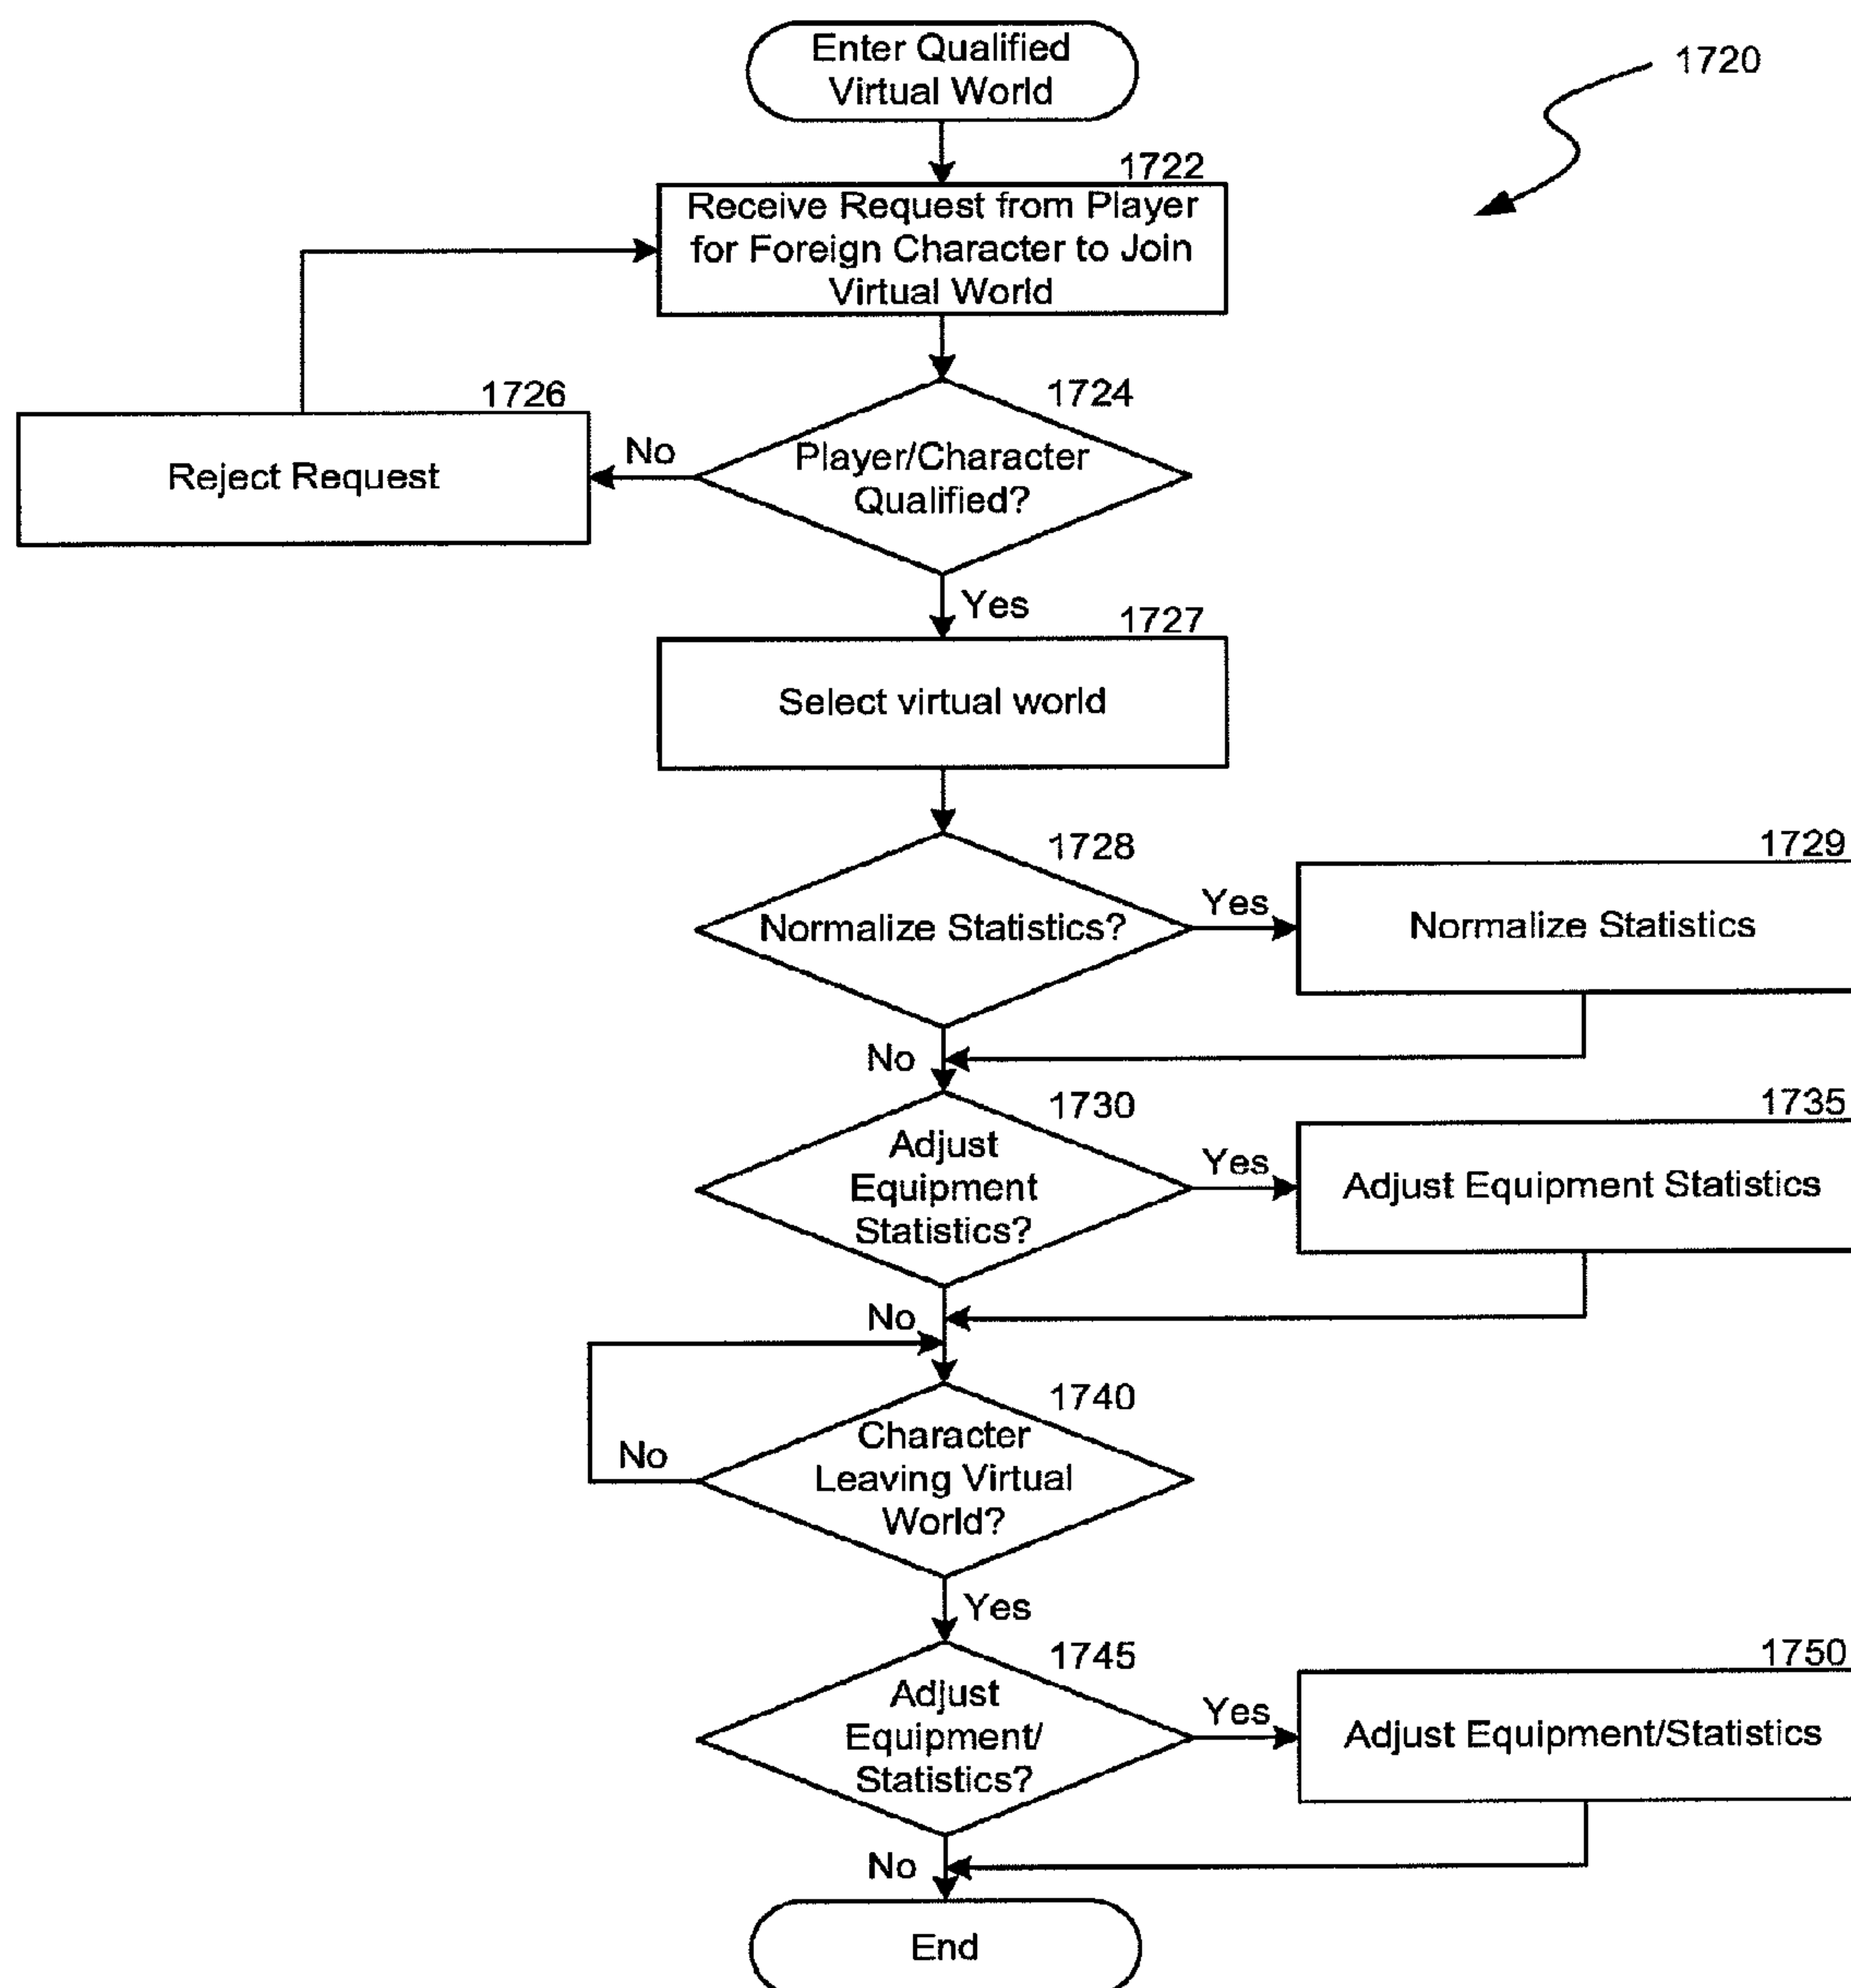 Enter Qualified
Virtual World
1720
1722
Receive Request from Player
for Foreign Character to Join
Virtual World
1726
Reject Request
No
1724
Player/Character
Qualified?
Yes
1727
Select virtual world
1728
Normalize Statistics?
Yes
1729
Normalize Statistics
No
1730
Adjust
Equipment
Statistics?
Yes
1735
Adjust Equipment Statistics
No
1740
Character
Leaving Virtual
World?
No
Yes
1745
Adjust
Equipment/
Statistics?
Yes
1750
Adjust Equipment/Statistics
No
End